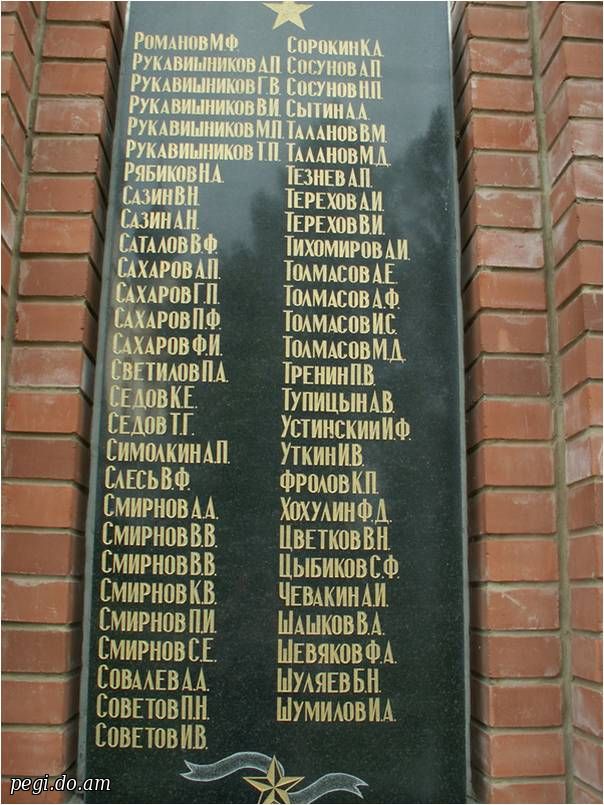 Романов М.Ф.
Рукавишников А.П.
Рукавишников Г.В.
Рукавишников В.И.
Рукавишников М.П.
Рукавишников Т.П.
Рябиков Н.А.
Сазин В.Н.
Сазин А.Н.
Саталов В.Ф.
Сахаров А.П.
Сахаров Г.П.
Сахаров П.Ф.
Сахаров Ф.И.
Светилов П.А.
Седов К.Е.
Седов Т.Г.
Симолкин А.П.
Слесь В.Ф.
Смирнов А.А.
Смирнов В.В.
Смирнов В.В.
Смирнов К.В.
Смирнов П.И.
Смирнов С.Е.
Совалев А.А.
Советов П.Н.
Советов И.В.
Сорокин К.А.
Сосунов А.П.
Сосунов Н.П.
Сытин А.А.
Таланов В.М.
Таланов М.Д.
Тезнев А.П.
Терехов А.И.
Терехов В.И.
Тихомиров А.И.
Толмасов А.Е.
Толмасов А.Ф.
Толмасов И.С.
Толмасов М.Д.
Тренин П.В.
Тупицын А.В.
Устинский И.Ф.
Уткин И.В.
Фролов К.П.
Хохулин Ф.Д.
Цветков В.Н.
Цыбиков С.Ф.
Чевакин А.И.
Шашков В.А.
Шевяков Ф.А.
Шуляев Б.Н.
Шумилов И.А.
pegi.do.am